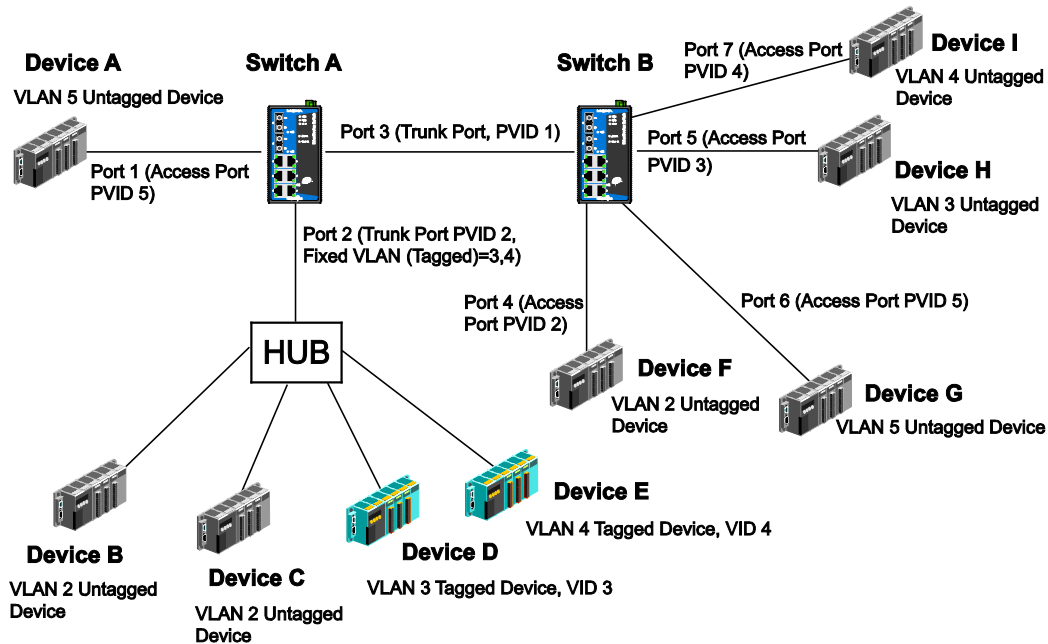 Device A
VLAN 5 Untagged Device
Switch A
Switch B
Port 7 (Access Port
PVID 4)
Device I
VLAN 4 Untagged
Device
Port 1 (Access Port
PVID 5)
Port 3 (Trunk Port, PVID 1)
Port 5 (Access Port
PVID 3)
Device H
VLAN 3 Untagged
Device
Port 2 (Trunk Port PVID 2,
Fixed VLAN (Tagged)=3,4)
Port 4 (Access
Port PVID 2)
Port 6 (Access Port PVID 5)
HUB
Device F
VLAN 2 Untagged
Device
Device G
VLAN 5 Untagged Device
Device B
VLAN 2 Untagged
Device
Device C
VLAN 2 Untagged
Device
Device D
VLAN 3 Tagged Device, VID 3
Device E
VLAN 4 Tagged Device, VID 4